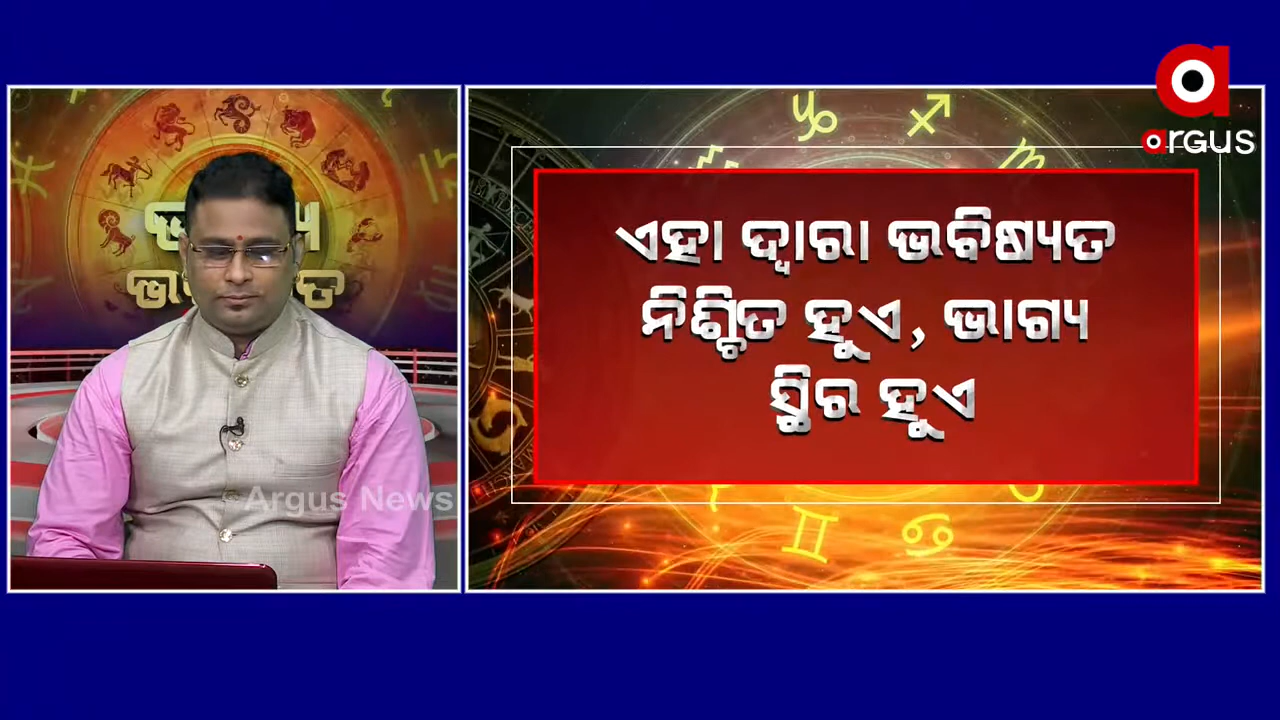 argus
ଏହା ଦ୍ୱାରା ଭବିଷ୍ୟତ
ନିଶ୍ଚିତ ହୁଏ, ଭାଗ୍ୟ
ସ୍ଥିର ହୁଏ
Argus News